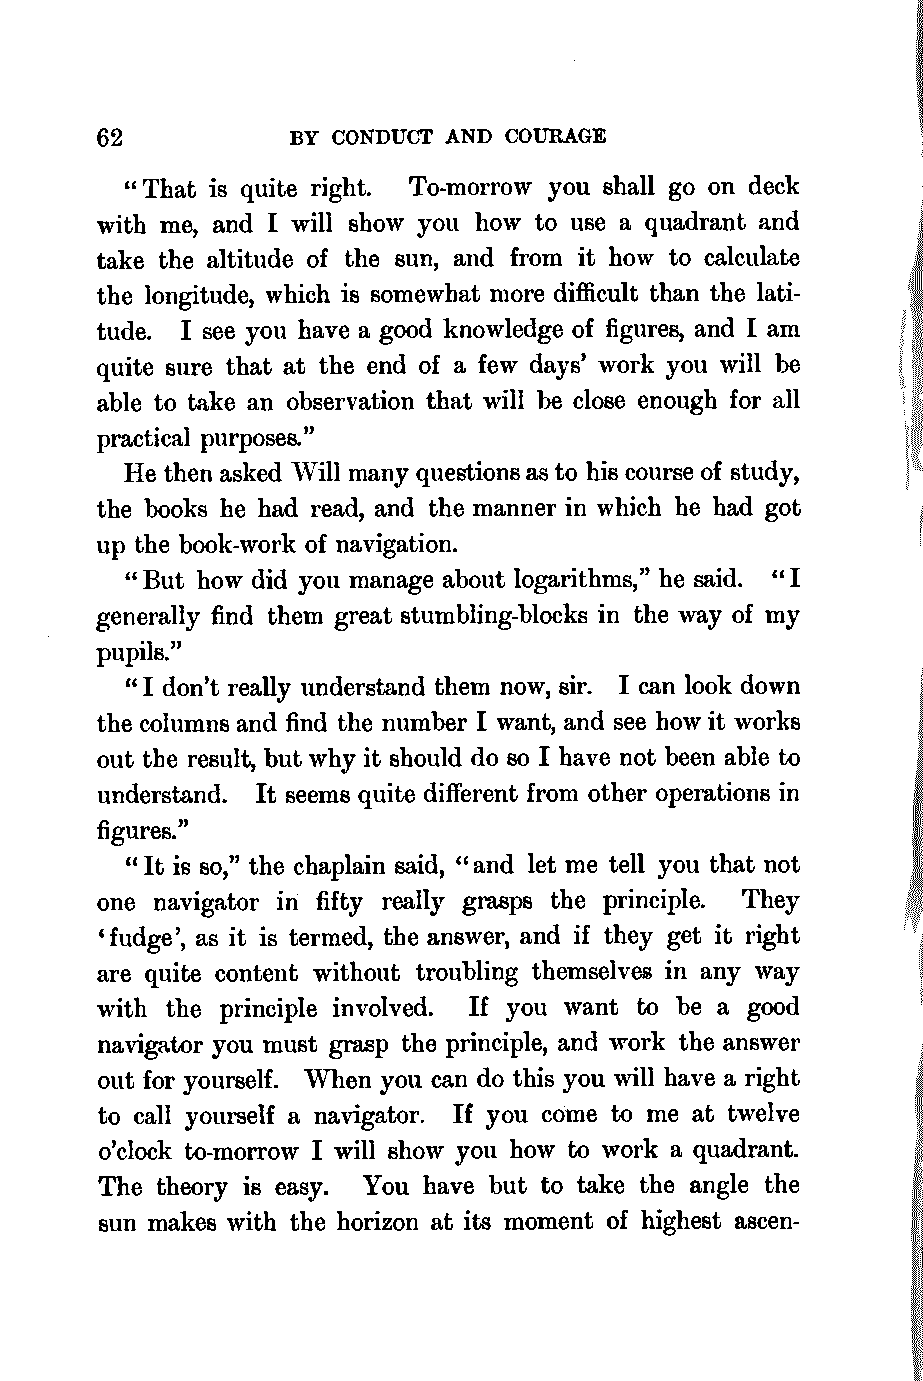 62 BY CONDUCT AND COURAGE
"That is quite right. To-morrow you shall go on deck
with me, and I will show you how to use a quadrant and
take the altitude of the sun, and from it how to calculate
the longitude, which is somewhat more difficult than the lati-
tude. I see you have a good knowledge of figures, and I am
quite sure that at the end of a few days' work you will be
able to take an observation that will be close enough for all
practical purposes."
He then asked Will many questions as to his course of study,
the books he had read, and the manner in which he had got
up the book-work of navigation.
"But how did you manage about logarithms," he said. "I
generally find them great stumbling-blocks in the way of my
pupils."
"I don't really understand them now, sir. I can look down
the columns and find the number I want, and see how it works
out the result, but why it should do so I have not been able to
understand. It seems quite different from other operations in
figures."
"It is so," the chaplain said, "and let me tell you that not
one navigator in fifty really grasps the principle. They
'fudge', as it is termed, the answer, and if they get it right
are quite content without troubling themselves in any way
with the principle involved. If you want to be a good
navigator you must grasp the principle, and work the answer
out for yourself. When you can do this you will have a right
to call yourself a navigator. If you come to me at twelve
o'clock to-morrow I will show you how to work a quadrant.
The theory is easy. You have but to take the angle the
sun makes with the horizon at its moment of highest ascen-